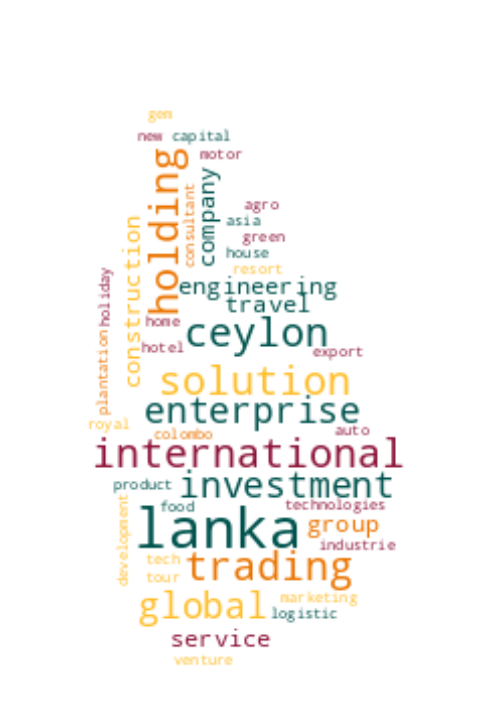 gem
new capital
motor
holding
consultant
company
agro
asia
green
house
resort
construction
holiday
engineering
travel
home
ceylon
hotel
export
plantation
solution
enterprise
royal
colombo
auto
international
product
investment
development
food
technologies
lanka
group
industrie
tech
trading
tour
global
marketing
logistic
service
venture